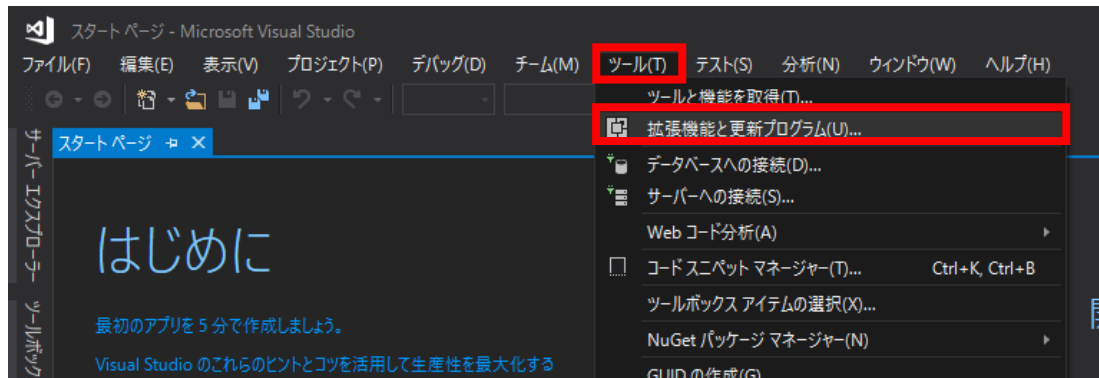 スタート ページ - Microsoft Visual Studio
ファイル(F) 編集(E) 表示(V) プロジェクト(P) デバッグ(D) チーム(M) ツール(T) テスト(S) 分析(N) ウィンドウ(W) ヘルプ(H)
ツールと機能を取得(T)...
拡張機能と更新プログラム(U)...
データベースへの接続(D)...
サーバーへの接続(S)...
Web コード分析(A)
コード スニペット マネージャー(T)... Ctrl+K, Ctrl+B
ツールボックス アイテムの選択(X)...
NuGet パッケージ マネージャー(N)
GUID の作成(G)
サーバー エクスプローラー
ツールボック
スタート ページ
はじめに
最初のアプリを 5 分で作成しましょう。
Visual Studio のこれらのヒントとコツを活用して生産性を最大化する